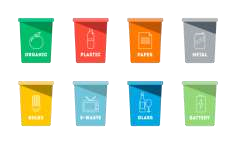 ORGANIC PLASTIC PAPER METAL
BULBS E-WASTE GLASS BATTERY